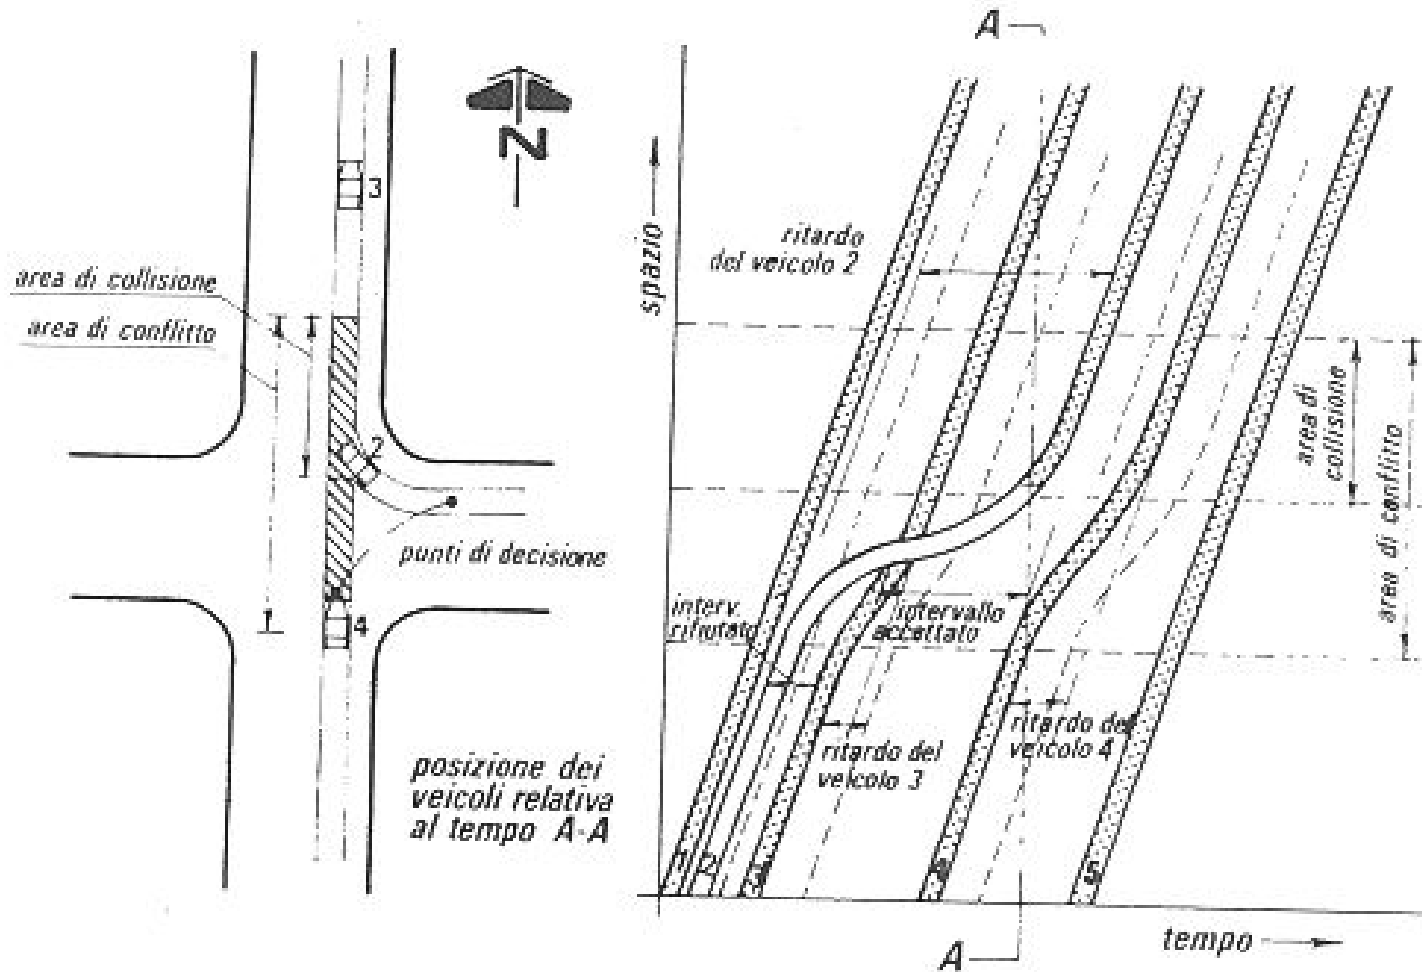 A
N
3
area di collisione
area di conflitto
2
punti di decisione
4
posizione dei
veicoli relativa
al tempo A-A
spazio
ritardo
del veicolo 2
area di
collisione
area di conflitto
interv.
rifiutato
intervallo
accettato
ritardo del
veicolo 3
ritardo del
veicolo 4
1
2
3
5
tempo
A